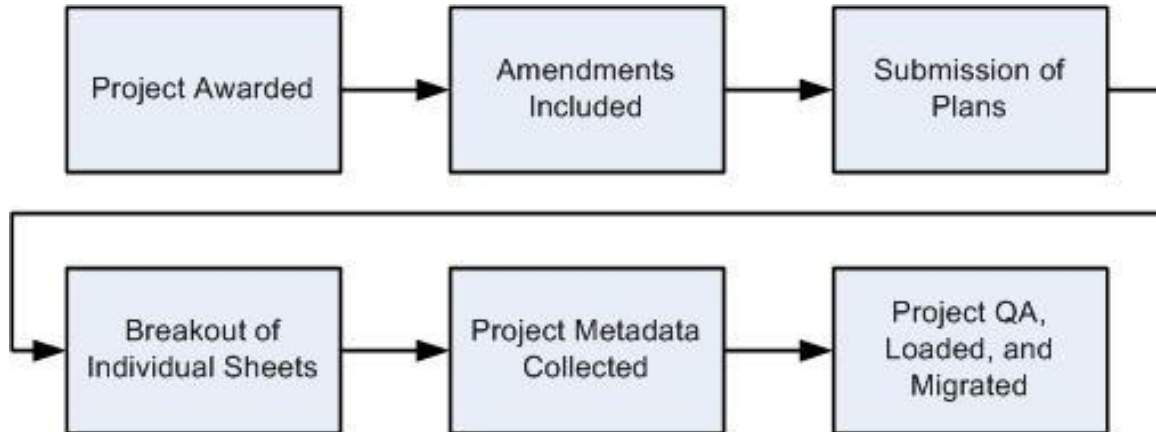 Project Awarded
Amendments
Included
Submission of
Plans
Breakout of
Individual Sheets
Project Metadata
Collected
Project QA,
Loaded, and
Migrated